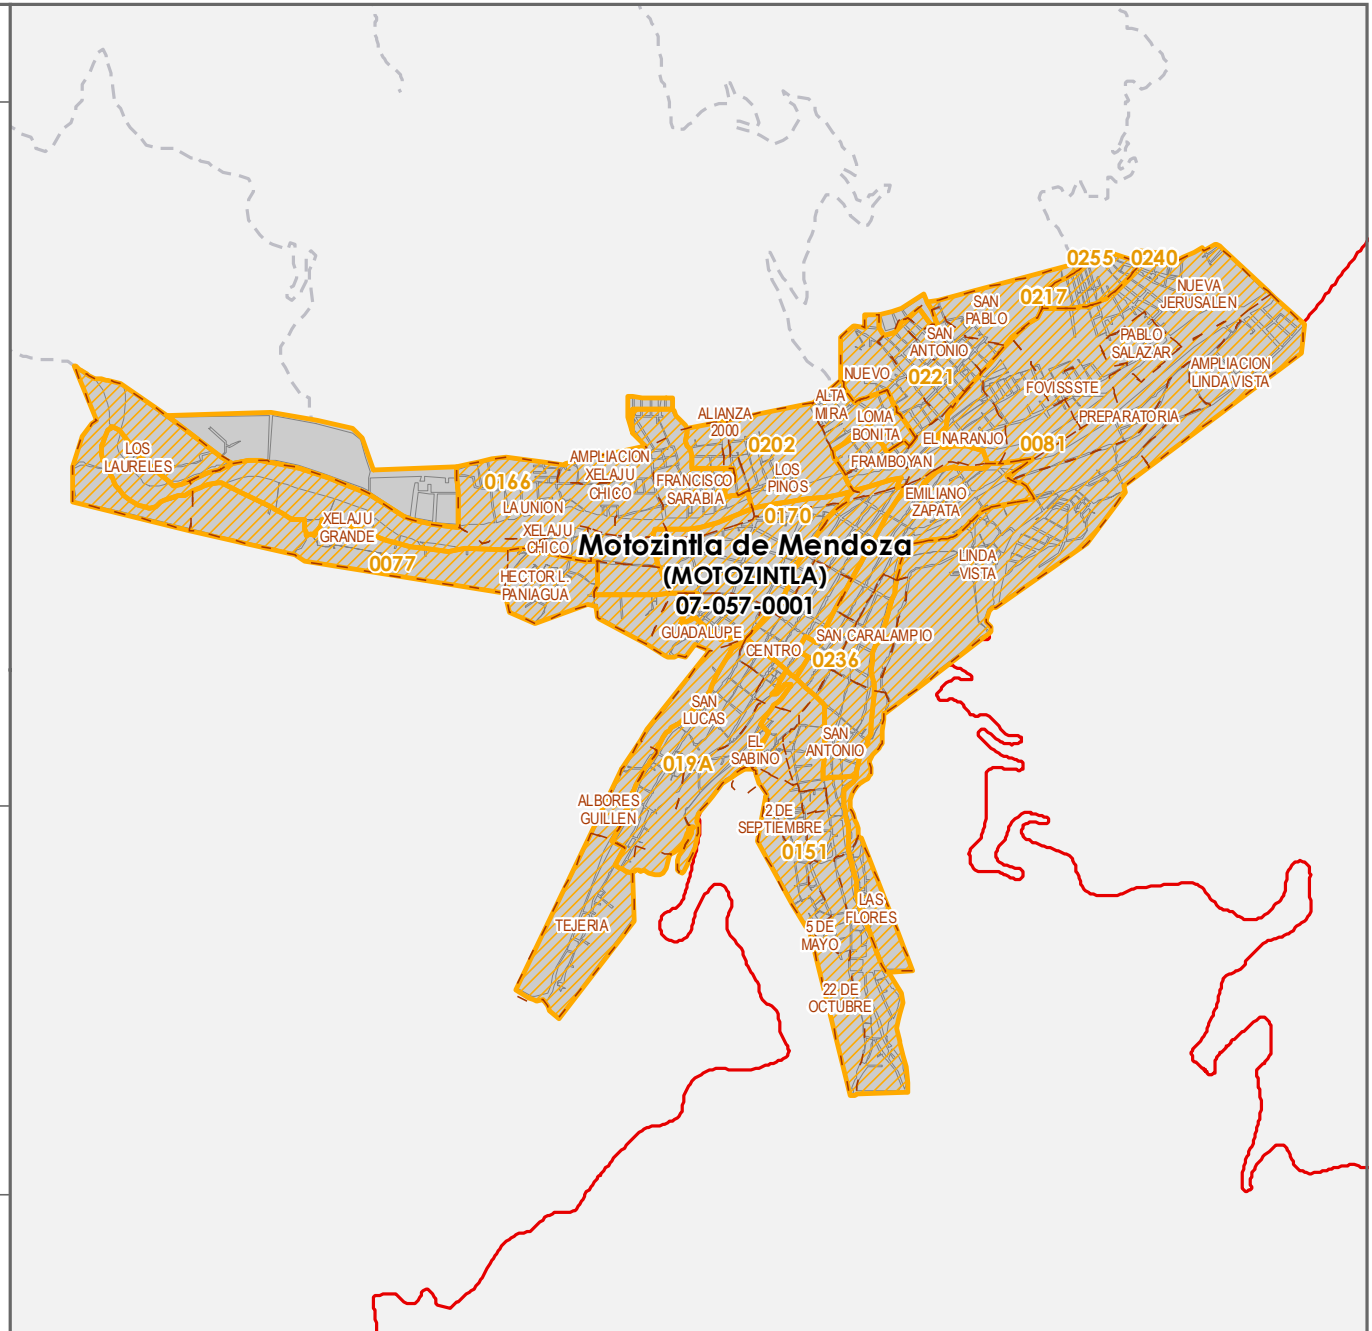 0255
0240
NUEVA
JERUSALEN
0217
SAN
PABLO
SAN
ANTONIO
PABLO
SALAZAR
NUEVO
0221
AMPLIACION
LINDA VISTA
FOVISSSTE
ALTA
MIRA
LOMA
BONITA
PREPARATORIA
ALIANZA
2000
0202
EL NARANJO
0081
LOS
LAURELES
AMPLIACION
XELAJU
CHICO
FRAMBOYAN
0166
LA UNION
FRANCISCO
SARABIA
LOS
PINOS
EMILIANO
ZAPATA
0170
XELAJU
GRANDE
XELAJU
CHICO
Motozintla de Mendoza
(MOTOZINTLA)
07-057-0001
0077
LINDA
VISTA
HECTOR L.
PANIAGUA
GUADALUPE
SAN CARALAMPIO
CENTRO
0236
SAN
LUCAS
EL
SABINO
SAN
ANTONIO
019A
ALBORES
GUILLEN
2 DE
SEPTIEMBRE
0151
LAS
FLORES
TEJERIA
5 DE
MAYO
22 DE
OCTUBRE